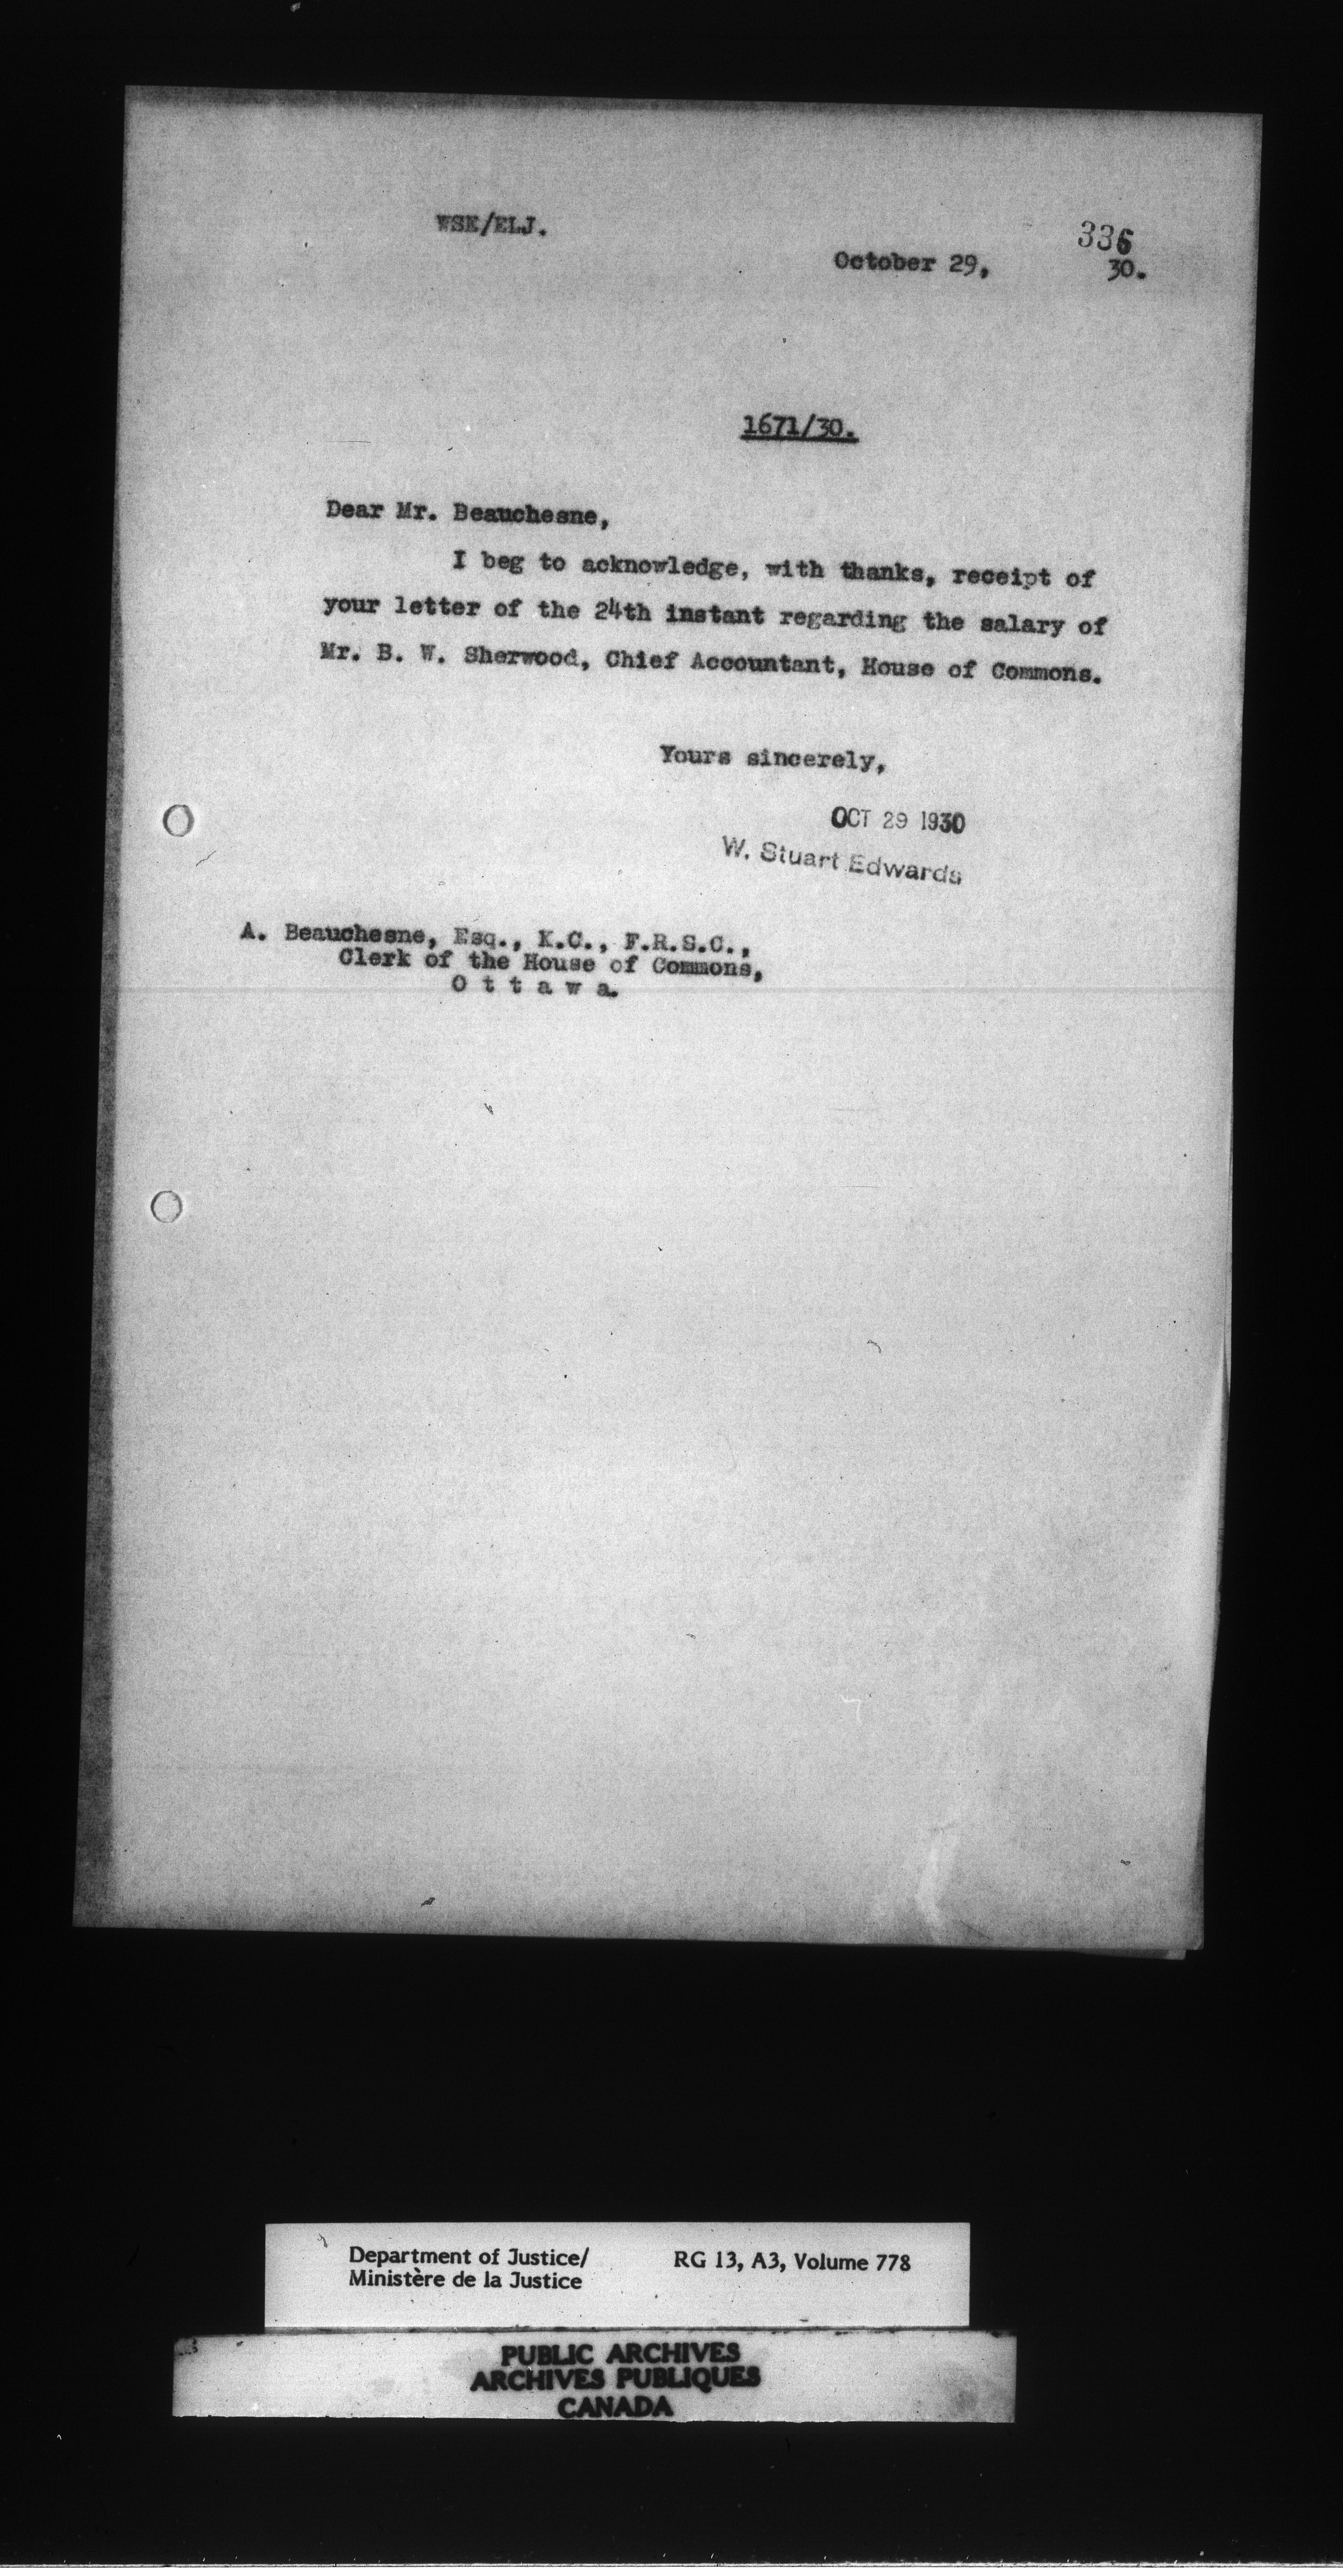 WSE/ELJ.
336
October 29, 30.
1671/30.
Dear Mr. Beauchesne,
I beg to acknowledge, with thanks, receipt of
your letter of the 24th instant regarding the salary of
Mr. B. W. Sherwood, Chief Accountant, House of Commons.
Yours sincerely,
OCT 29 1930
W. Stuart Edwards
A. Beauchesne, Esq., K.C., F.R.S.C.,
Clerk of the House of Commons,
O t t a w a.
Department of Justice/ RG 13, A3, Volume 778
Ministère de la Justice
PUBLIC ARCHIVES
ARCHIVES PUBLIQUES
CANADA